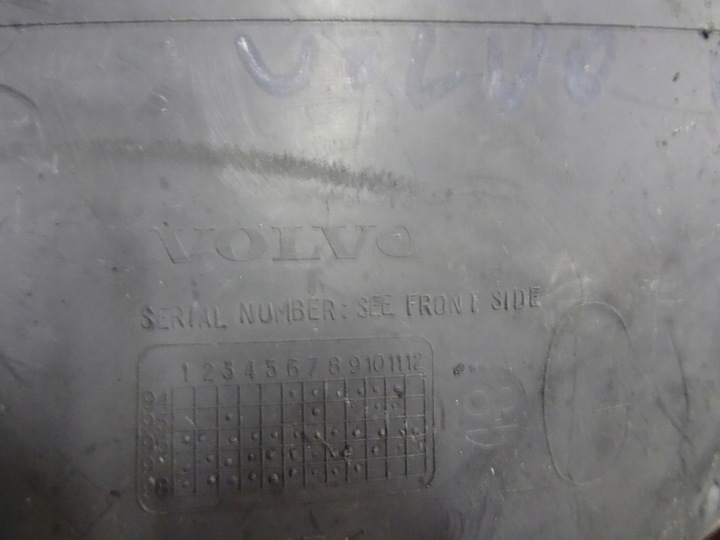 VOLVO
VOLVO
SERIAL NUMBER: SEE FRONT SIDE
1 2 3 4 5 6 7 8 9 10 11 12
94